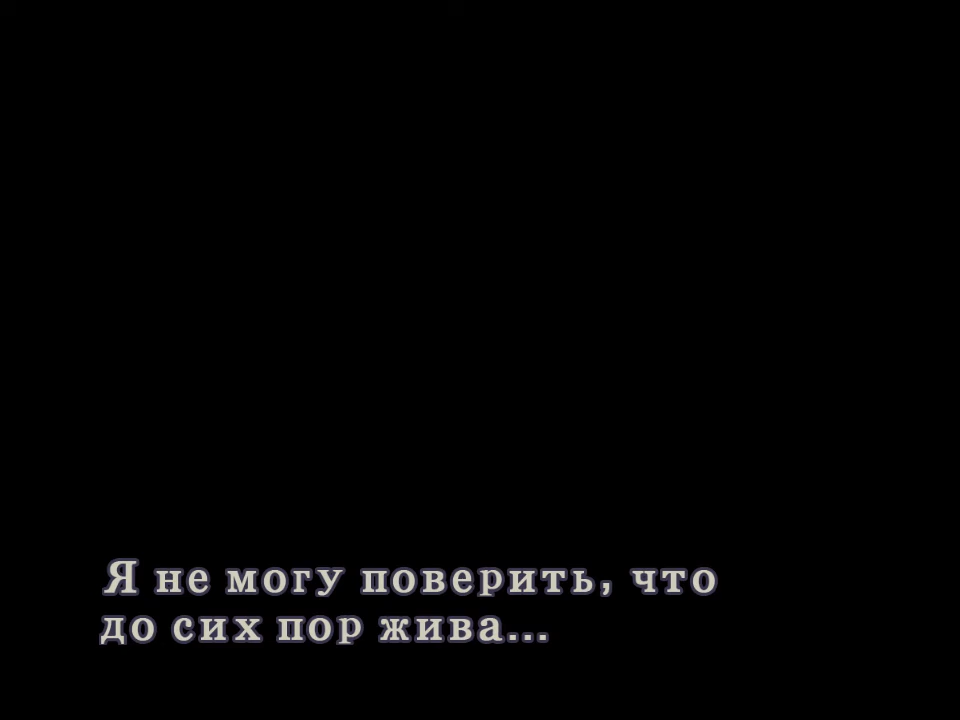 Я не могу поверить, что
до сих пор жива...